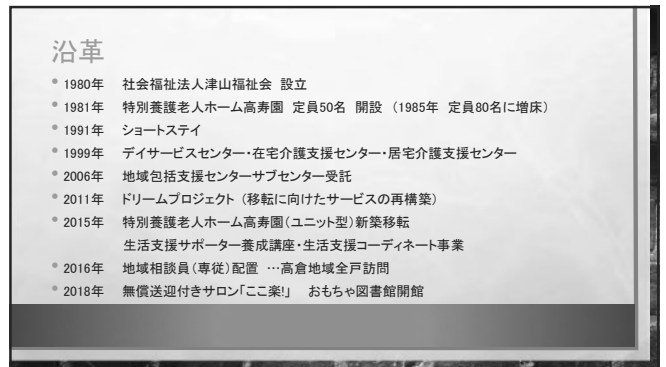 沿革
• 1980年 社会福祉法人津山福祉会 設立
• 1981年 特別養護老人ホーム高寿園 定員50名 開設 （1985年 定員80名に増床）
• 1991年 ショートステイ
• 1999年 デイサービスセンター・在宅介護支援センター・居宅介護支援センター
• 2006年 地域包括支援センターサブセンター受託
• 2011年 ドリームプロジェクト （移転に向けたサービスの再構築）
• 2015年 特別養護老人ホーム高寿園（ユニット型）新築移転
生活支援サポーター養成講座・生活支援コーディネート事業
• 2016年 地域相談員（専従）配置 …高倉地域全戸訪問
• 2018年 無償送迎付きサロン「ここ楽!」 おもちゃ図書館開館